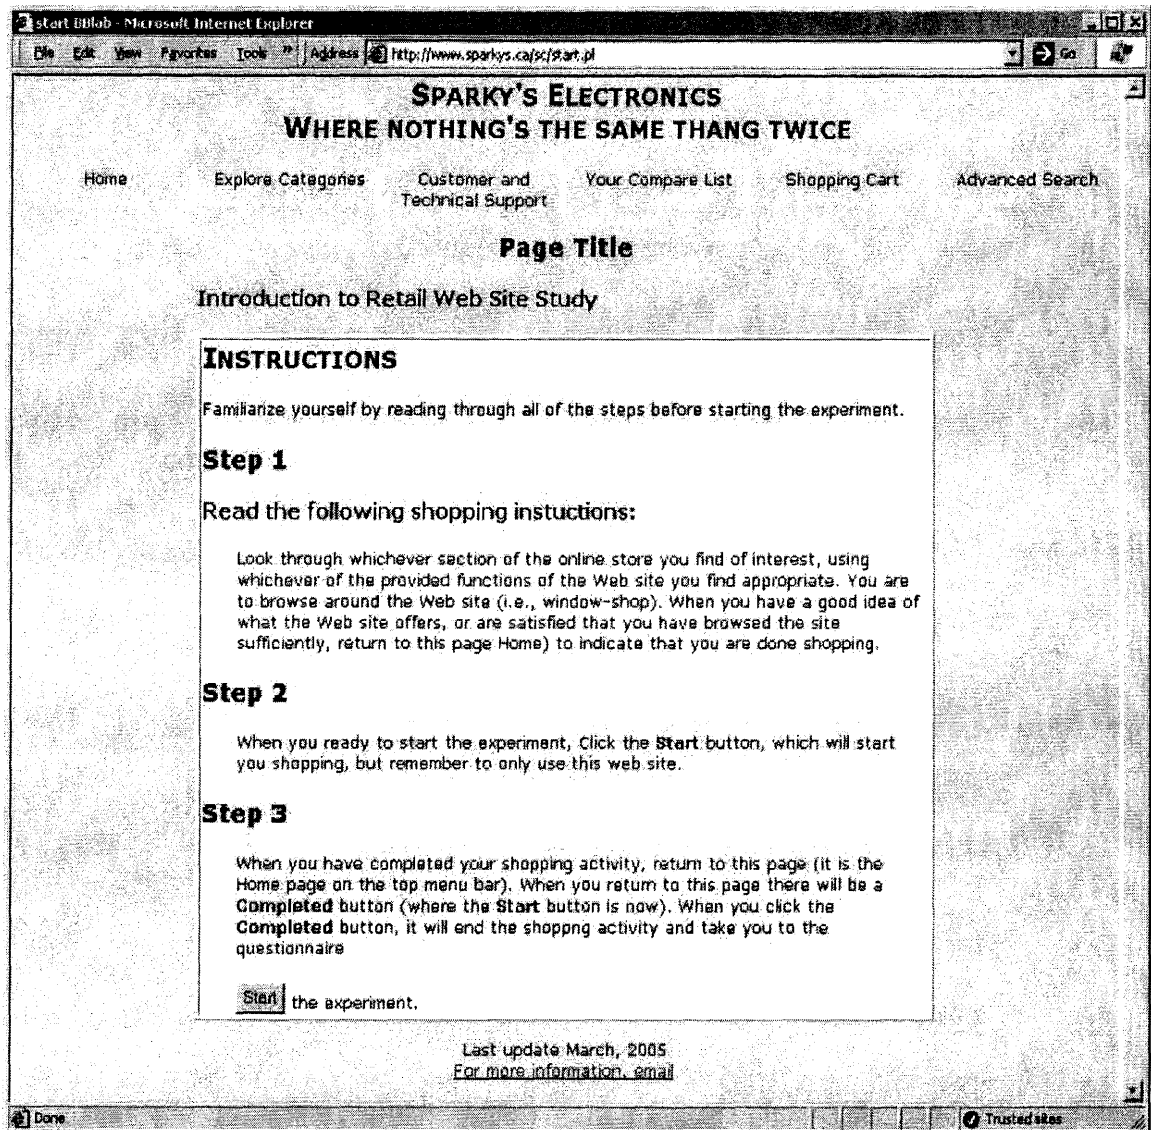 start BBlab - Microsoft Internet Explorer
File Edit View Favorites Tools » Address http://www.sparkys.ca/sc/start.pl Go
SPARKY'S ELECTRONICS
WHERE NOTHING'S THE SAME THANG TWICE
Home Explore Categories Customer and Technical Support Your Compare List Shopping Cart Advanced Search
Page Title
Introduction to Retail Web Site Study
INSTRUCTIONS
Familiarize yourself by reading through all of the steps before starting the experiment.
Step 1
Read the following shopping instuctions:
Look through whichever section of the online store you find of interest, using
whichever of the provided functions of the Web site you find appropriate. You are
to browse around the Web site (i.e., window-shop). When you have a good idea of
what the Web site offers, or are satisfied that you have browsed the site
sufficiently, return to this page Home) to indicate that you are done shopping.
Step 2
When you ready to start the experiment, Click the Start button, which will start
you shopping, but remember to only use this web site.
Step 3
When you have completed your shopping activity, return to this page (it is the
Home page on the top menu bar). When you return to this page there will be a
Completed button (where the Start button is now). When you click the
Completed button, it will end the shoppng activity and take you to the
questionnaire
Start the experiment.
Last update March, 2005
For more information, email
Done Trusted sites